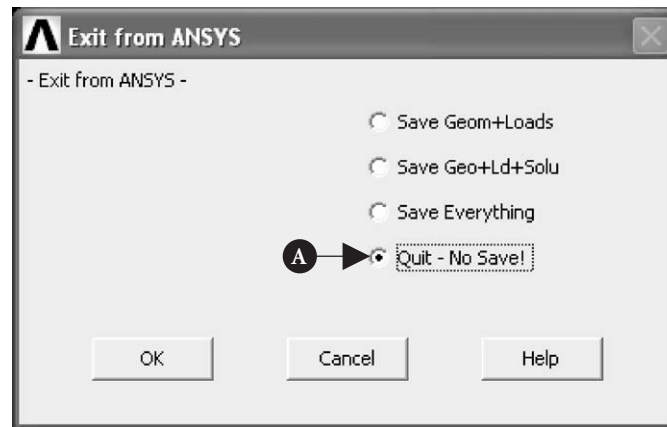 Exit from ANSYS
- Exit from ANSYS -
Save Geom+Loads
Save Geo+Ld+Solu
Save Everything
A Quit - No Save!
OK Cancel Help